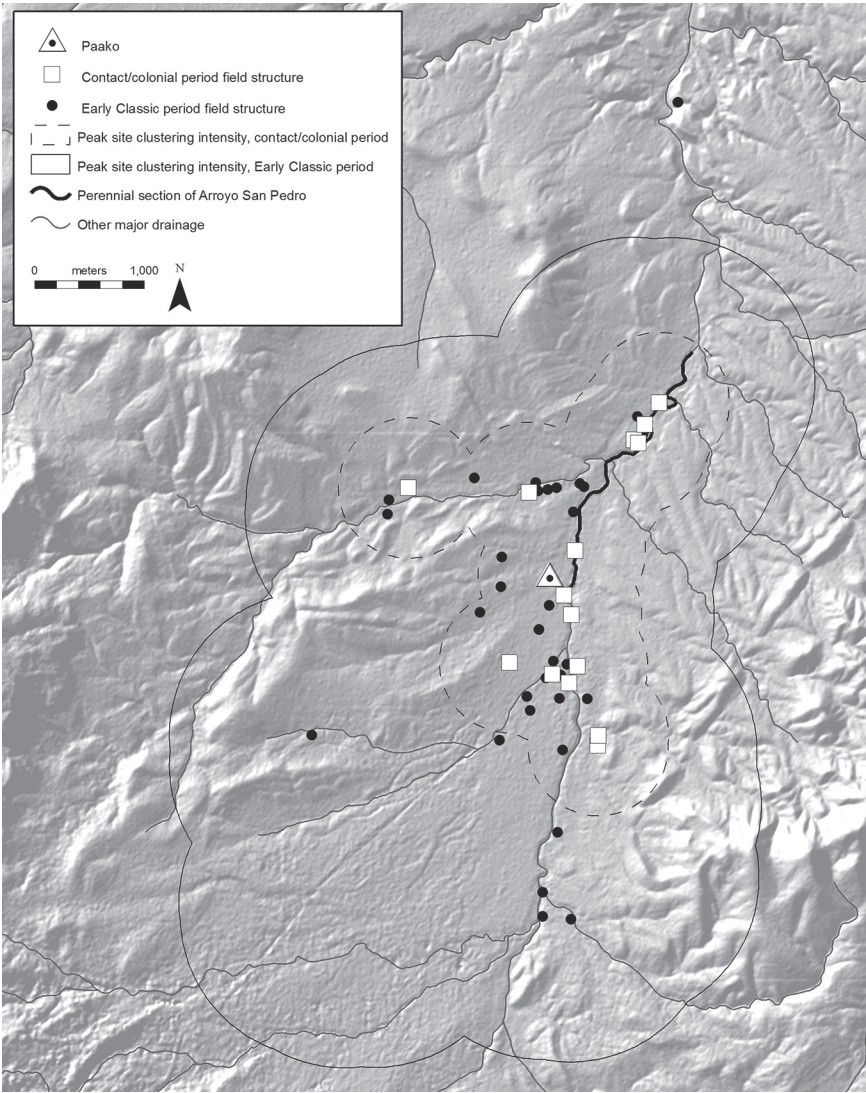 Paako
Contact/colonial period field structure
Early Classic period field structure
Peak site clustering intensity, contact/colonial period
Peak site clustering intensity, Early Classic period
Perennial section of Arroyo San Pedro
Other major drainage
0 meters 1,000 N